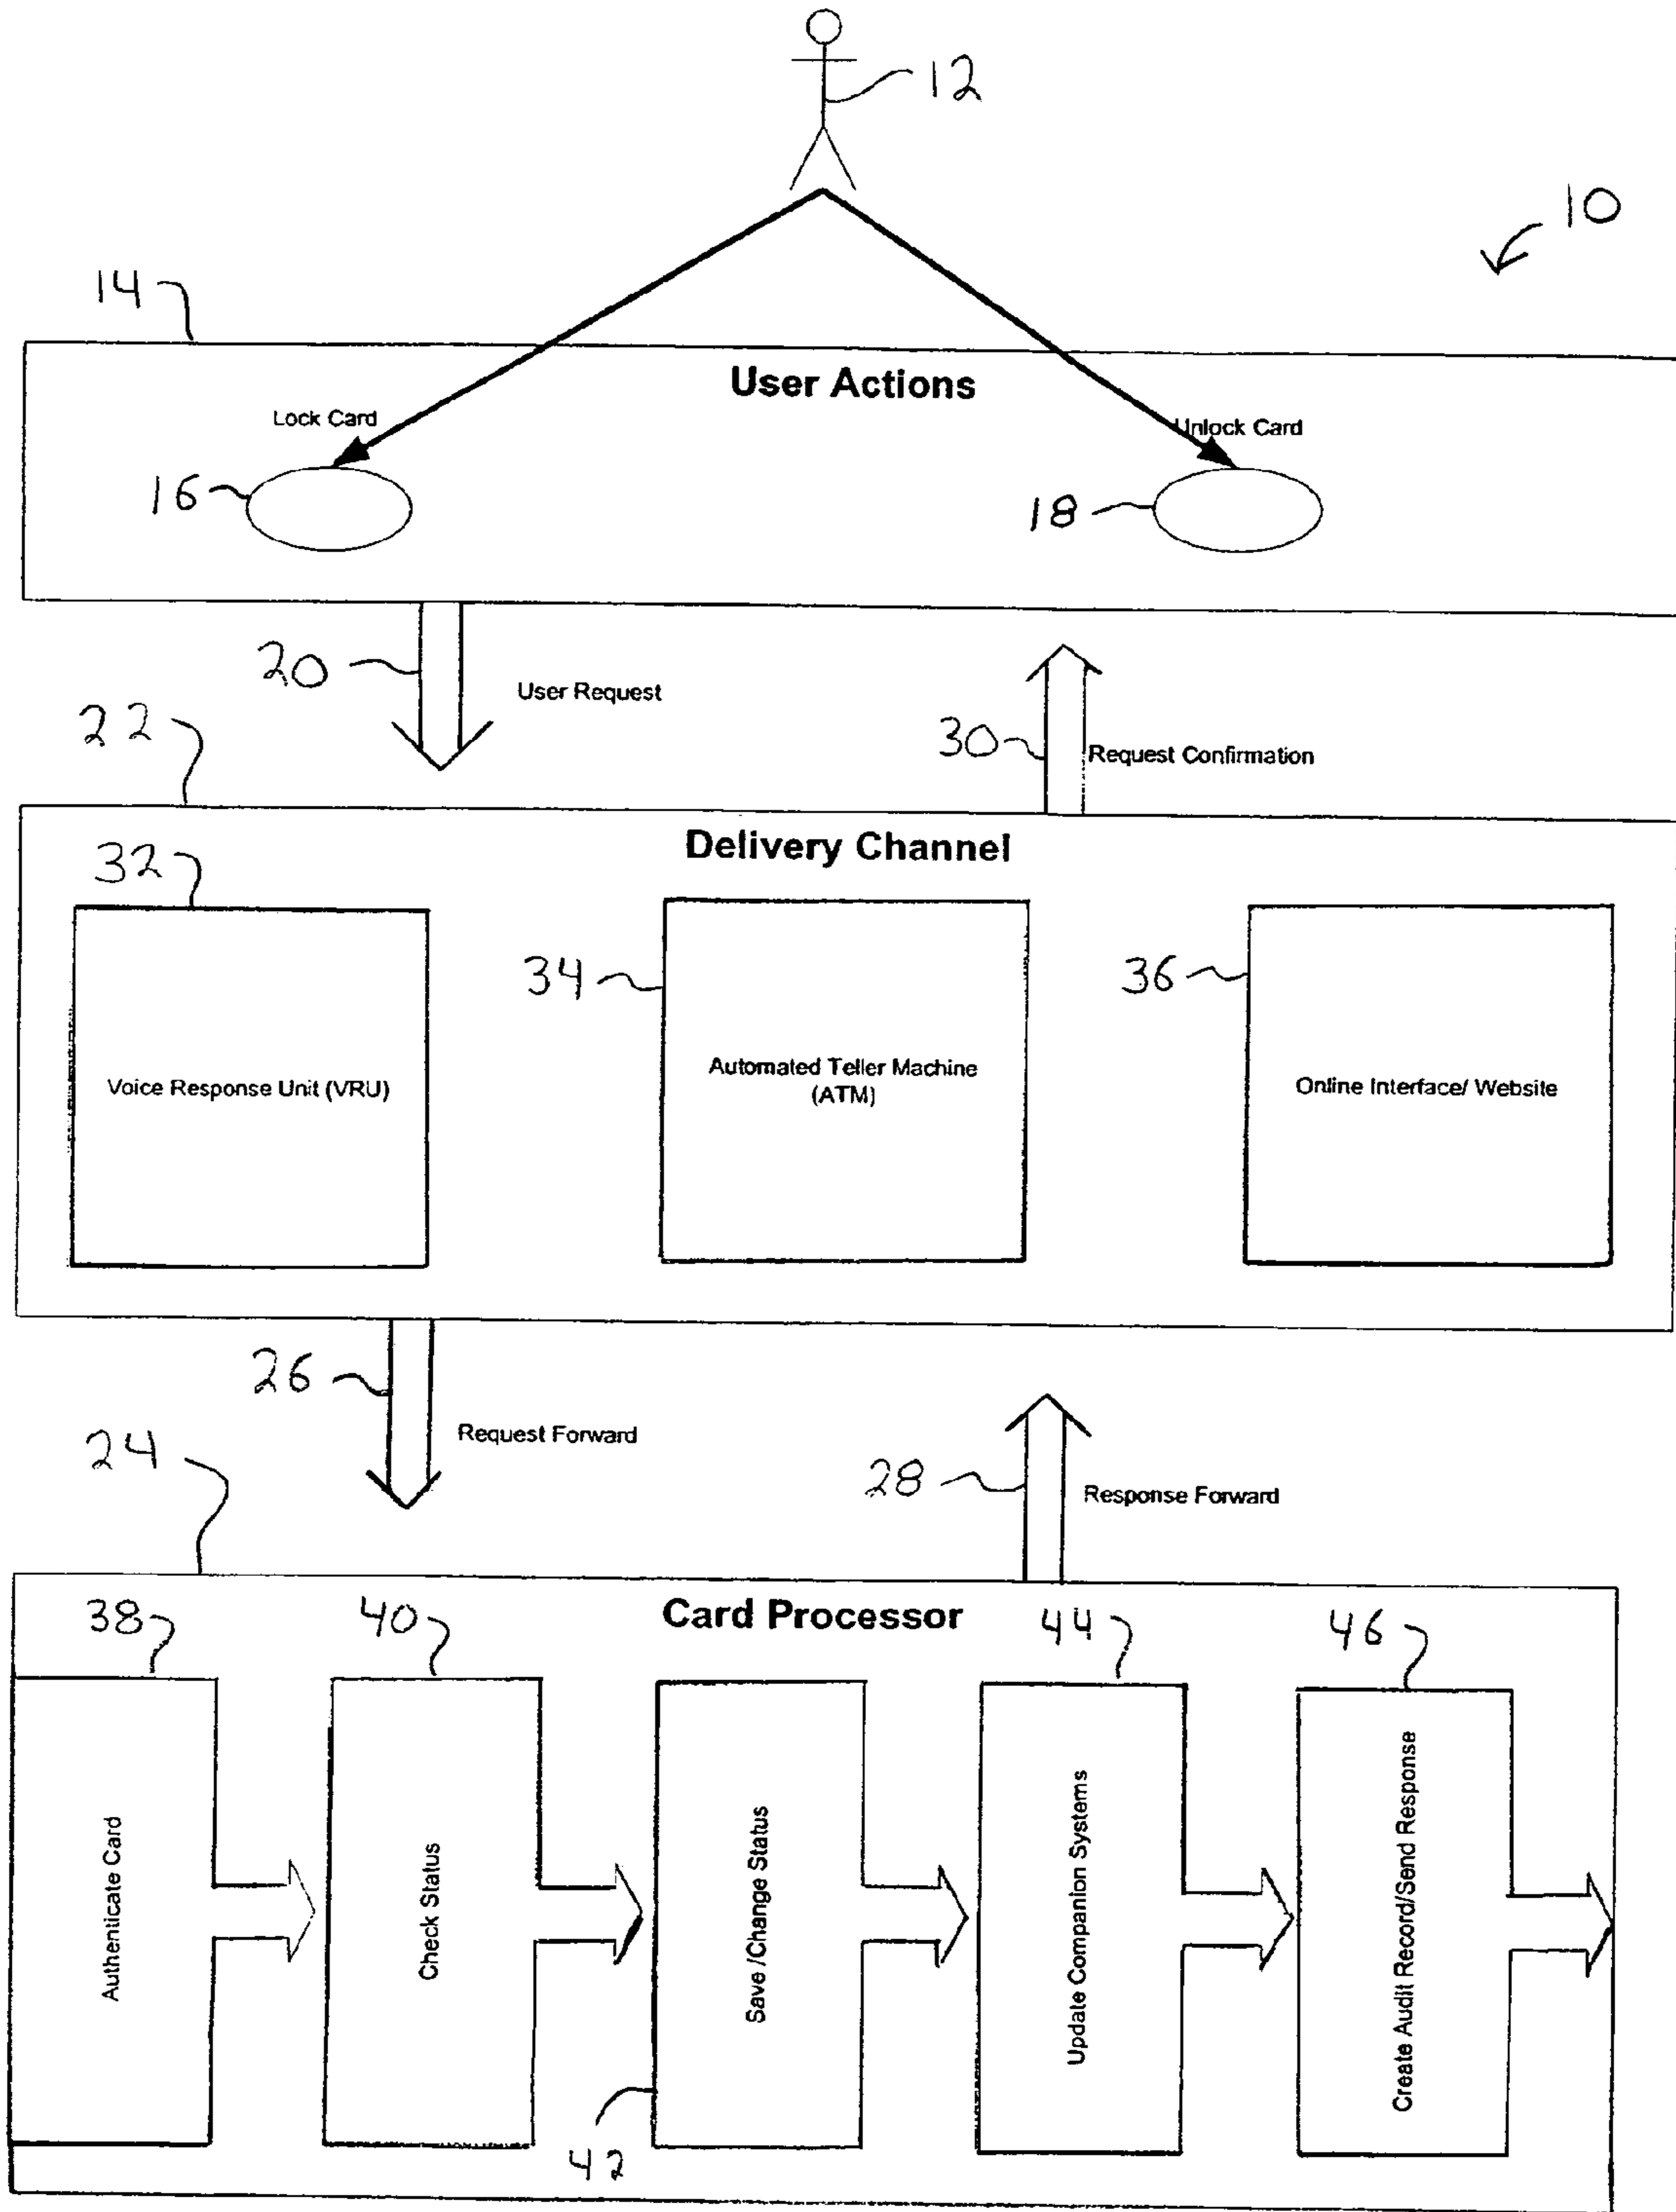 12
10
14
User Actions
Lock Card
Unlock Card
16
18
20
User Request
22
30
Request Confirmation
Delivery Channel
32
34
36
Voice Response Unit (VRU)
Automated Teller Machine
(ATM)
Online Interface/ Website
26
Request Forward
24
28
Response Forward
Card Processor
38
40
44
46
Authenticate Card
Check Status
Save /Change Status
Update Companion Systems
Create Audit Record/Send Response
42